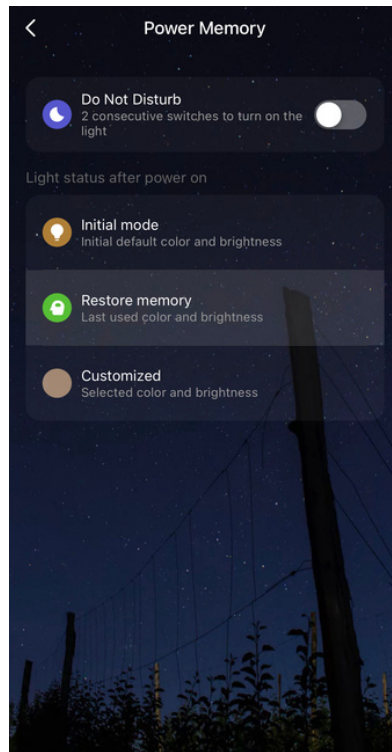 Power Memory
Do Not Disturb
2 consecutive switches to turn on the
light
Light status after power on
Initial mode
Initial default color and brightness
Restore memory
Last used color and brightness
Customized
Selected color and brightness